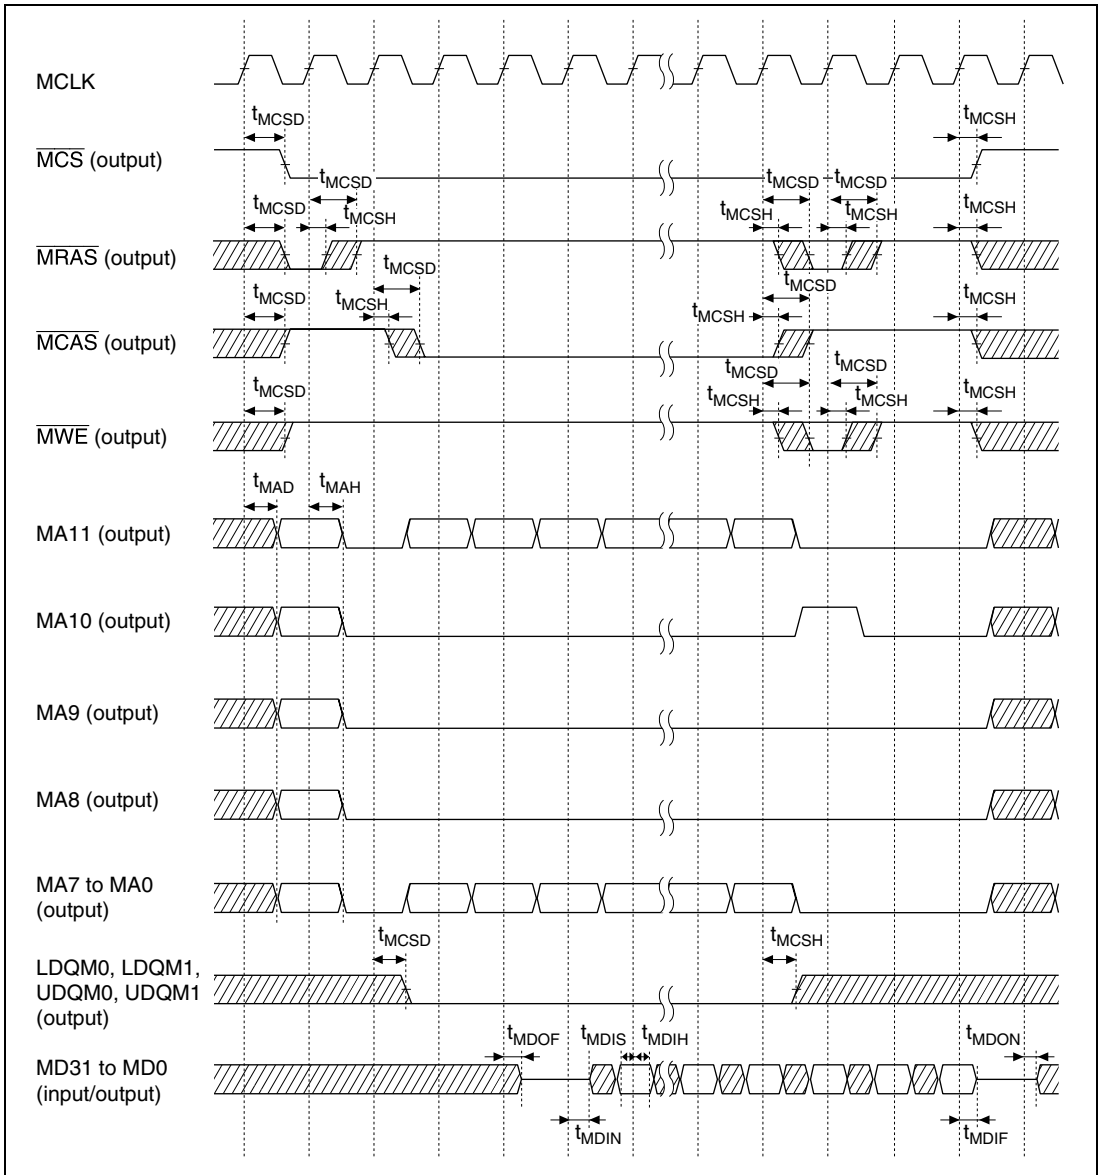 MCLK
tMCSD
tMCSH
MCS (output)
tMCSD
tMCSD
tMCSD
tMCSD
tMCSH
tMCSH
tMCSH
tMCSH
MRAS (output)
tMCSD
tMCSD
tMCSD
tMCSH
tMCSH
tMCSH
MCAS (output)
tMCSD
tMCSD
tMCSD
tMCSH
tMCSH
tMCSH
MWE (output)
tMAD
tMAH
MA11 (output)
MA10 (output)
MA9 (output)
MA8 (output)
MA7 to MA0
(output)
tMCSD
tMCSH
LDQM0, LDQM1,
UDQM0, UDQM1
(output)
tMDOF
tMDIS
tMDIH
tMDON
MD31 to MD0
(input/output)
tMDIN
tMDIF